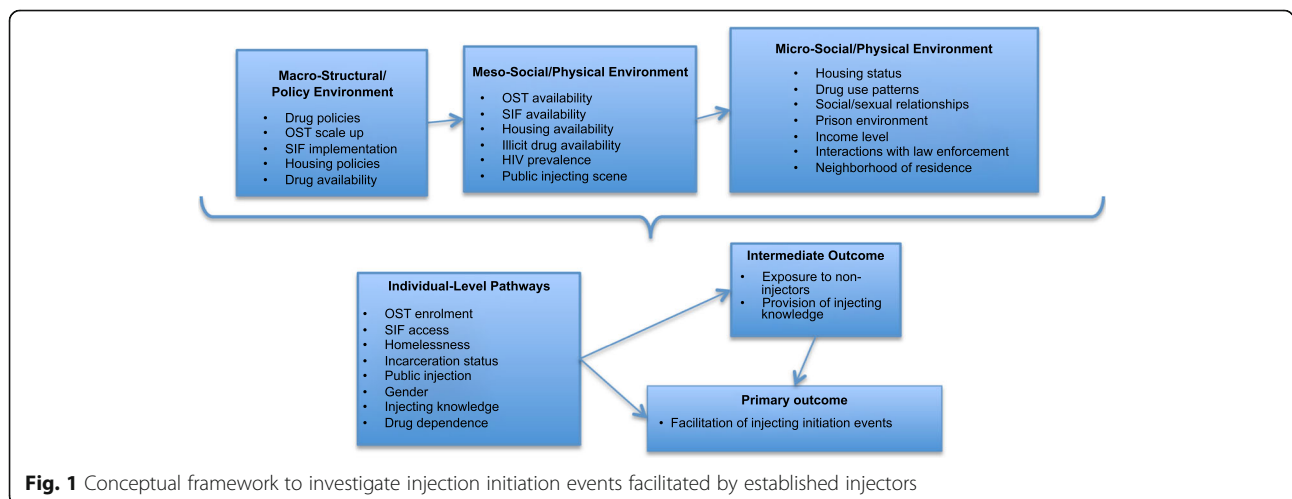 Macro-Structural/
Policy Environment
• Drug policies
• OST scale up
• SIF implementation
• Housing policies
• Drug availability
Meso-Social/Physical Environment
• OST availability
• SIF availability
• Housing availability
• Illicit drug availability
• HIV prevalence
• Public injecting scene
Micro-Social/Physical Environment
• Housing status
• Drug use patterns
• Social/sexual relationships
• Prison environment
• Income level
• Interactions with law enforcement
• Neighborhood of residence
Individual-Level Pathways
• OST enrolment
• SIF access
• Homelessness
• Incarceration status
• Public injection
• Gender
• Injecting knowledge
• Drug dependence
Intermediate Outcome
• Exposure to non-
injectors
• Provision of injecting
knowledge
Primary outcome
• Facilitation of injecting initiation events
Fig. 1 Conceptual framework to investigate injection initiation events facilitated by established injectors